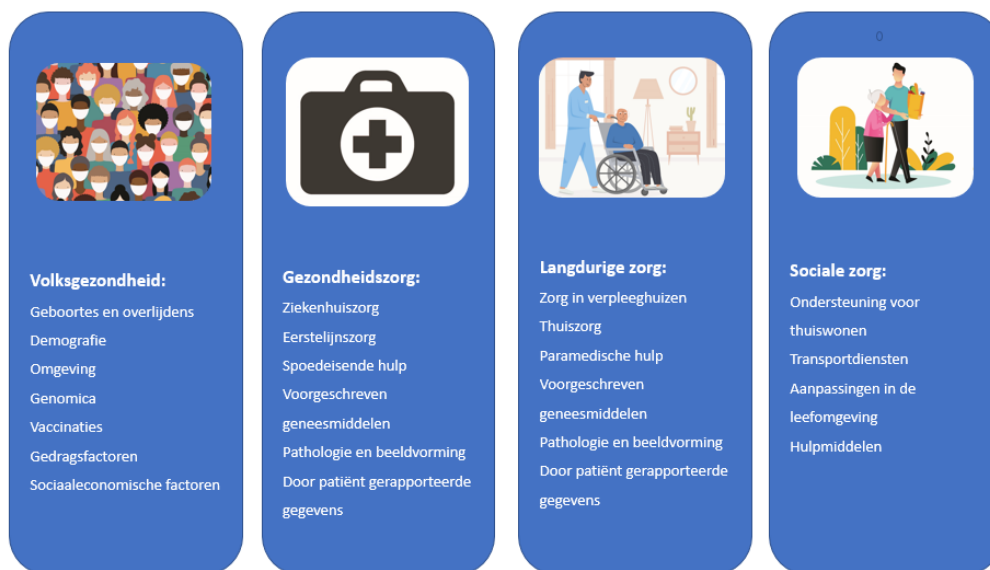 Volksgezondheid:
Geboortes en overlijdens
Demografie
Omgeving
Genomica
Vaccinaties
Gedragsfactoren
Sociaaleconomische factoren
Gezondheidszorg:
Ziekenhuiszorg
Eerstelijnszorg
Spoedeisende hulp
Voorgeschreven
geneesmiddelen
Pathologie en beeldvorming
Door patiënt gerapporteerde
gegevens
Langdurige zorg:
Zorg in verpleeghuizen
Thuiszorg
Paramedische hulp
Voorgeschreven
geneesmiddelen
Pathologie en beeldvorming
Door patiënt gerapporteerde
gegevens
0
Sociale zorg:
Ondersteuning voor
thuiswonen
Transportdiensten
Aanpassingen in de
leefomgeving
Hulpmiddelen